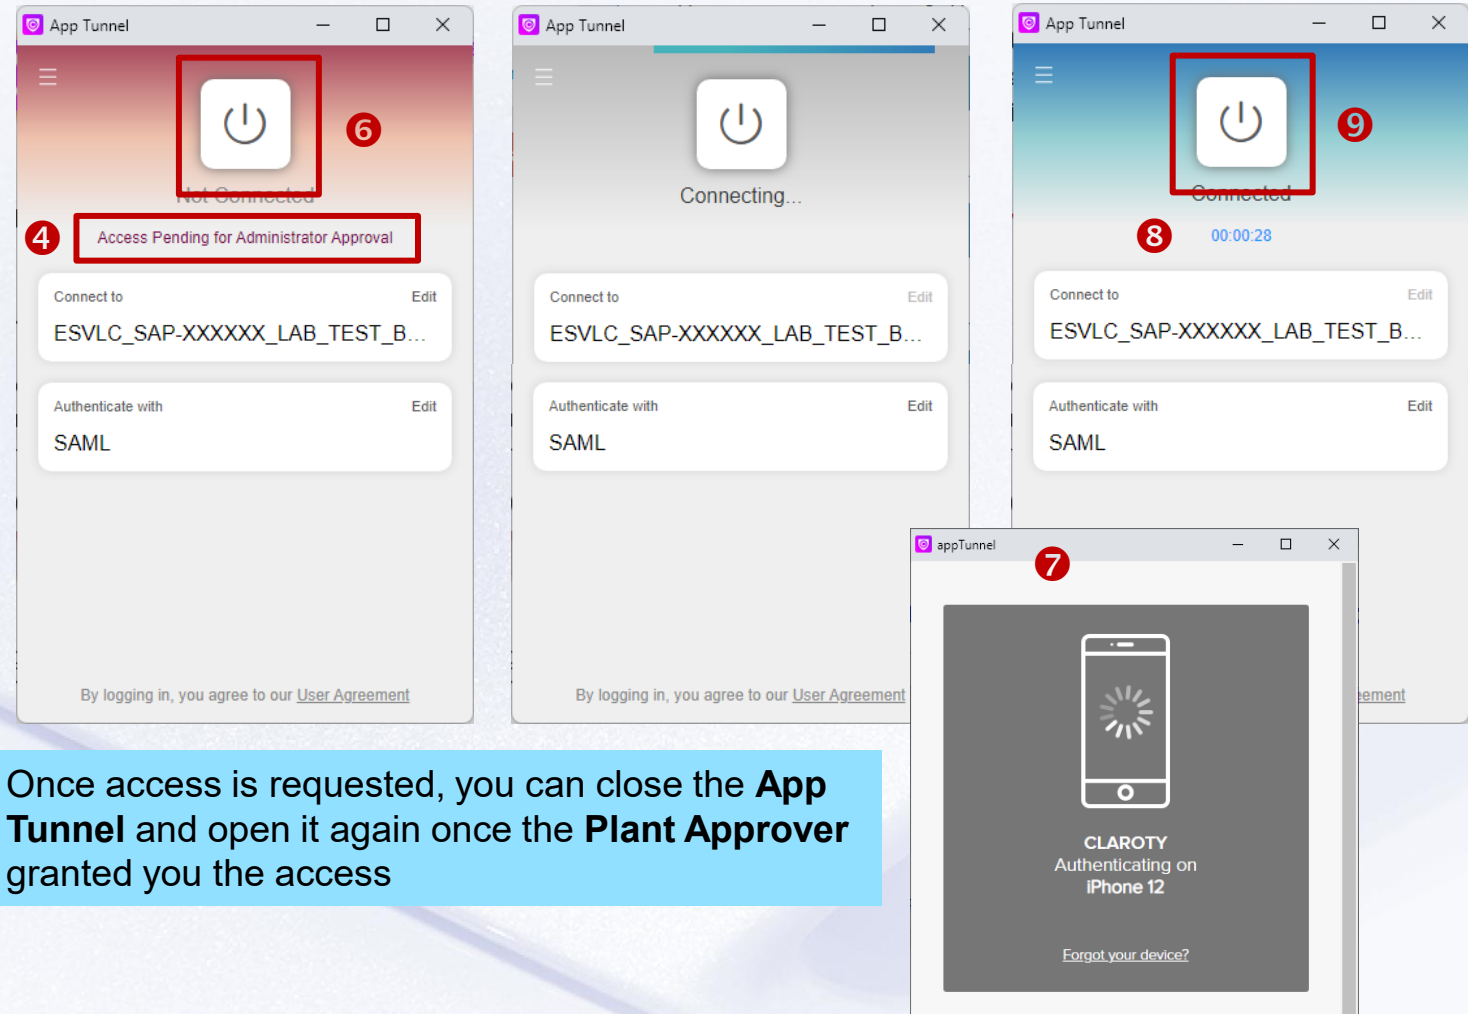 App Tunnel
6
Not Connected
4
Access Pending for Administrator Approval
Connect to Edit
ESVLC_SAP-XXXXXX_LAB_TEST_B...
Authenticate with Edit
SAML
By logging in, you agree to our User Agreement
App Tunnel
Connecting...
Connect to Edit
ESVLC_SAP-XXXXXX_LAB_TEST_B...
Authenticate with Edit
SAML
By logging in, you agree to our User Agreement
App Tunnel
9
Connected
8 00:00:28
Connect to Edit
ESVLC_SAP-XXXXXX_LAB_TEST_B...
Authenticate with Edit
SAML
eement
appTunnel
7
CLAROTY
Authenticating on
iPhone 12
Forgot your device?
Once access is requested, you can close the App
Tunnel and open it again once the Plant Approver
granted you the access